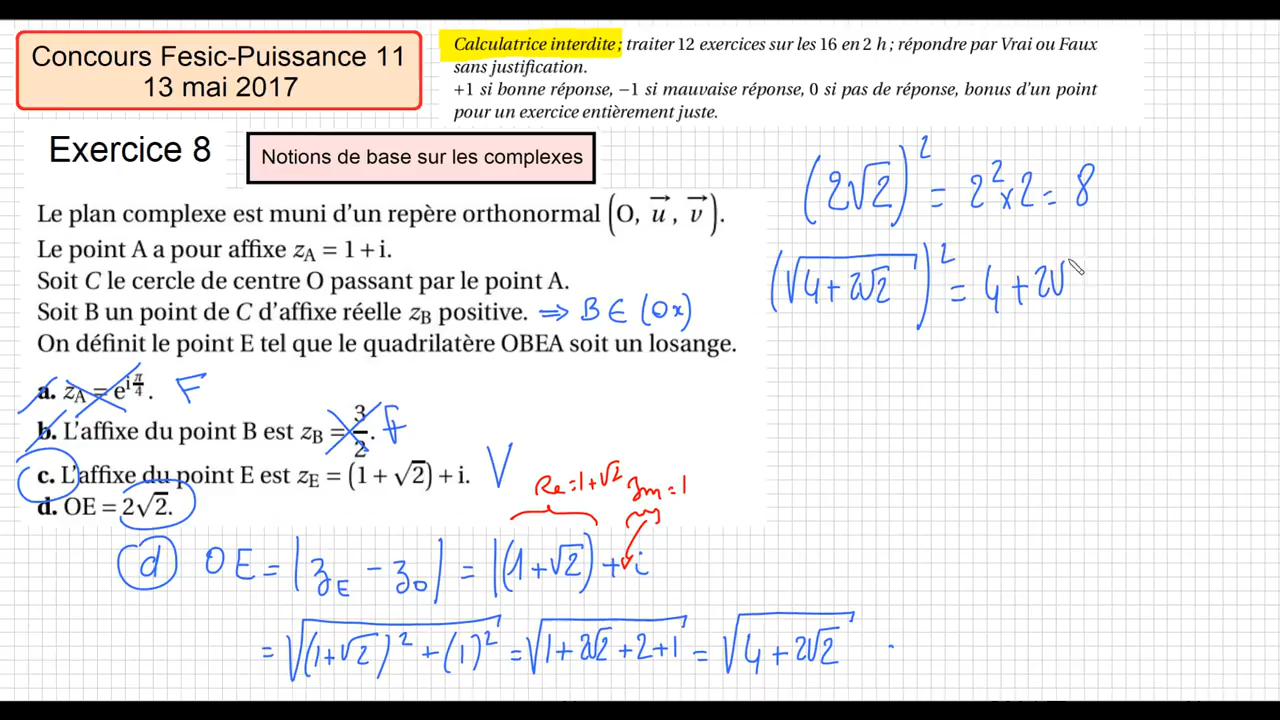 Concours Fesic-Puissance 11
13 mai 2017
Calculatrice interdite ; traiter 12 exercices sur les 16 en 2 h ; répondre par Vrai ou Faux
sans justification.
+1 si bonne réponse, −1 si mauvaise réponse, 0 si pas de réponse, bonus d'un point
pour un exercice entièrement juste.
Exercice 8
Notions de base sur les complexes
Le plan complexe est muni d'un repère orthonormal (O, u⃗, v⃗).
Le point A a pour affixe z_A = 1 + i.
Soit C le cercle de centre O passant par le point A.
Soit B un point de C d'affixe réelle z_B positive. ⇒ B ∈ (Ox)
On définit le point E tel que le quadrilatère OBEA soit un losange.
a. z_A = e^(iπ/4). F
b. L'affixe du point B est z_B = 3/2. F
c. L'affixe du point E est z_E = (1 + √2) + i. V
d. OE = 2√2.
Re = 1 + √2 Im = 1
d OE = |z_E − z_O| = |(1 + √2) + i
= √((1 + √2)² + (1)²) = √(1 + 2√2 + 2 + 1) = √(4 + 2√2)
(2√2)² = 2² × 2 = 8
(√(4 + 2√2))² = 4 + 2√